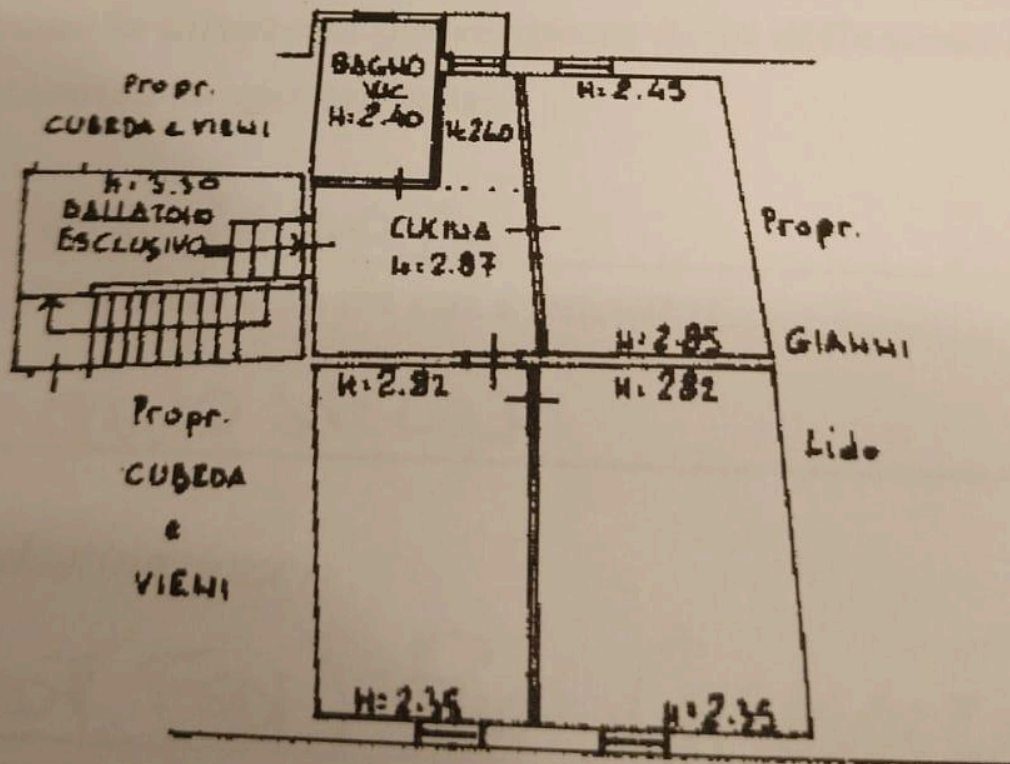 BAGNO
WC
H=2.40
H=2.60
H=2.45
Propr.
CUBEDA e VIENI
H=3.30
BALLATOIO
ESCLUSIVO
CUCINA
H=2.87
Propr.
GIANNI
Lido
H=2.85
H=2.82
H=2.82
Propr.
CUBEDA
e
VIENI
H=2.35
H=2.35